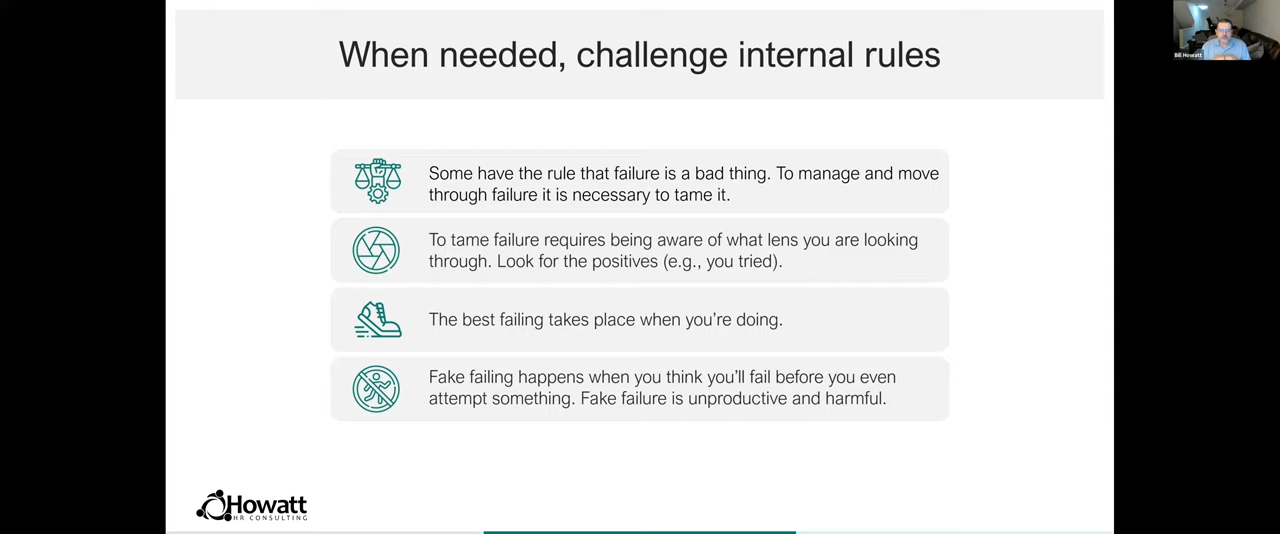 When needed, challenge internal rules
Bill Howatt
Some have the rule that failure is a bad thing. To manage and move
through failure it is necessary to tame it.
To tame failure requires being aware of what lens you are looking
through. Look for the positives (e.g., you tried).
The best failing takes place when you’re doing.
Fake failing happens when you think you’ll fail before you even
attempt something. Fake failure is unproductive and harmful.
Howatt
HR CONSULTING